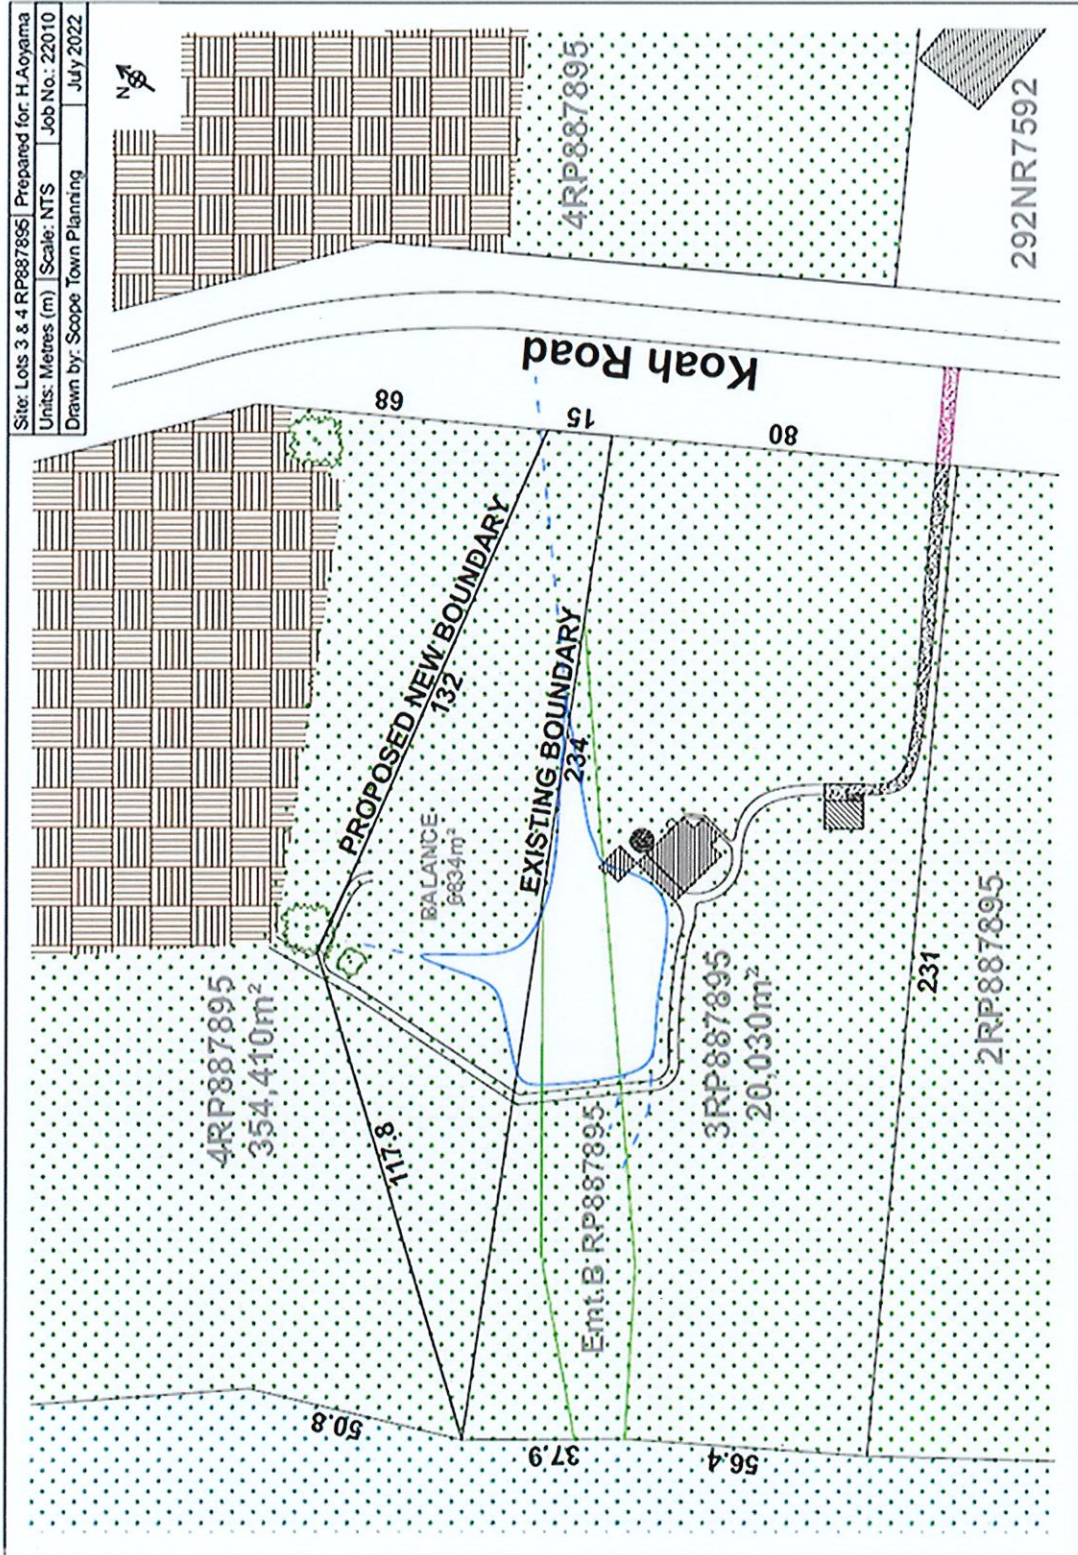 Site: Lots 3 & 4 RP887895
Prepared for: H.Aoyama
Units: Metres (m)
Scale: NTS
Job No.: 22010
Drawn by: Scope Town Planning
July 2022
N
4RP887895
292NR7592
Koah Road
68
15
80
PROPOSED NEW BOUNDARY
132
EXISTING BOUNDARY
234
BALANCE
6834m²
4RP887895
354,410m²
117.8
3RP887895
20,030m²
Emt.B RP887895
231
2RP887895
50.8
37.9
56.4